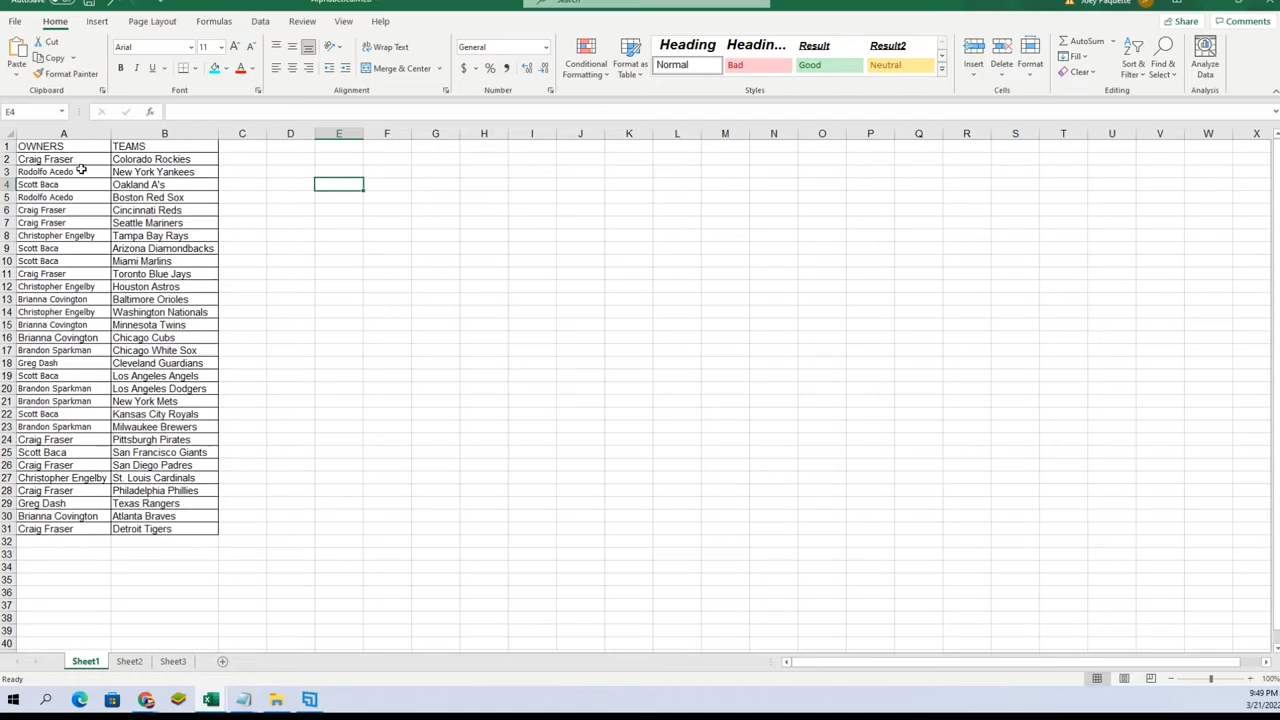 Search
Joey Paquette
File Home Insert Page Layout Formulas Data Review View Help Share Comments
Paste Cut Copy Format Painter Clipboard
Arial 11 B I U A Font
Wrap Text Merge & Center Alignment
General $ % , Number
Conditional Formatting Format as Table
Heading Headin... Result Result2
Normal Bad Good Neutral
Styles
Insert Delete Format Cells
AutoSum Fill Clear Sort & Filter Find & Select Editing
Analyze Data Analysis
E4 fx
A B C D E F G H I J K L M N O P Q R S T U V W X
1 OWNERS TEAMS
2 Craig Fraser Colorado Rockies
3 Rodolfo Acedo New York Yankees
4 Scott Baca Oakland A's
5 Rodolfo Acedo Boston Red Sox
6 Craig Fraser Cincinnati Reds
7 Craig Fraser Seattle Mariners
8 Christopher Engelby Tampa Bay Rays
9 Scott Baca Arizona Diamondbacks
10 Scott Baca Miami Marlins
11 Craig Fraser Toronto Blue Jays
12 Christopher Engelby Houston Astros
13 Brianna Covington Baltimore Orioles
14 Christopher Engelby Washington Nationals
15 Brianna Covington Minnesota Twins
16 Brianna Covington Chicago Cubs
17 Brandon Sparkman Chicago White Sox
18 Greg Dash Cleveland Guardians
19 Scott Baca Los Angeles Angels
20 Brandon Sparkman Los Angeles Dodgers
21 Brandon Sparkman New York Mets
22 Scott Baca Kansas City Royals
23 Brandon Sparkman Milwaukee Brewers
24 Craig Fraser Pittsburgh Pirates
25 Scott Baca San Francisco Giants
26 Craig Fraser San Diego Padres
27 Christopher Engelby St. Louis Cardinals
28 Craig Fraser Philadelphia Phillies
29 Greg Dash Texas Rangers
30 Brianna Covington Atlanta Braves
31 Craig Fraser Detroit Tigers
32
33
34
35
36
37
38
39
40
Sheet1 Sheet2 Sheet3
Ready 100%
9:49 PM